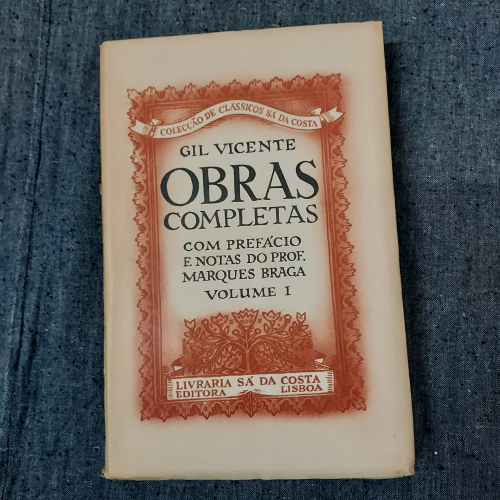 COLECÇÃO DE CLÁSSICOS SÁ DA COSTA
GIL VICENTE
OBRAS
COMPLETAS
COM PREFÁCIO
E NOTAS DO PROF.
MARQUES BRAGA
VOLUME I
LIVRARIA SÁ DA COSTA
EDITORA LISBOA